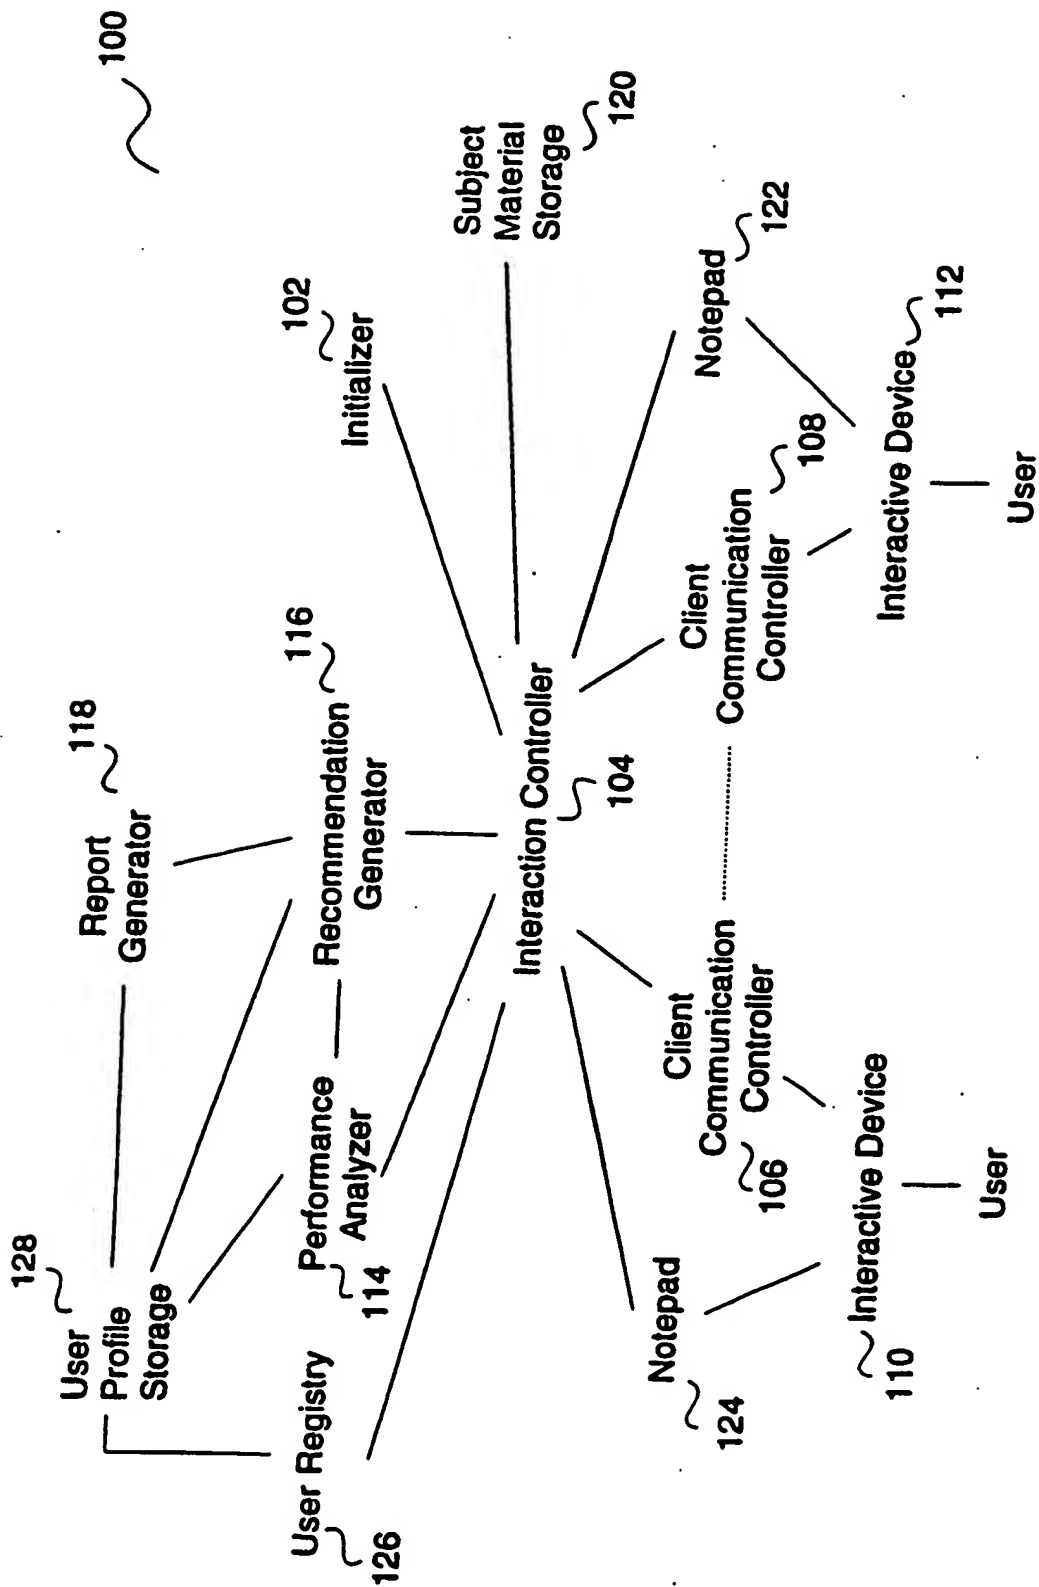 100
User
Profile
Storage
128
Report
Generator
118
User Registry
126
Performance
Analyzer
114
Recommendation
Generator
116
Initializer
102
Subject
Material
Storage
120
Interaction Controller
104
Notepad
124
Client
Communication
Controller
106
Client
Communication
Controller
108
Notepad
122
Interactive Device
110
Interactive Device
112
User
User